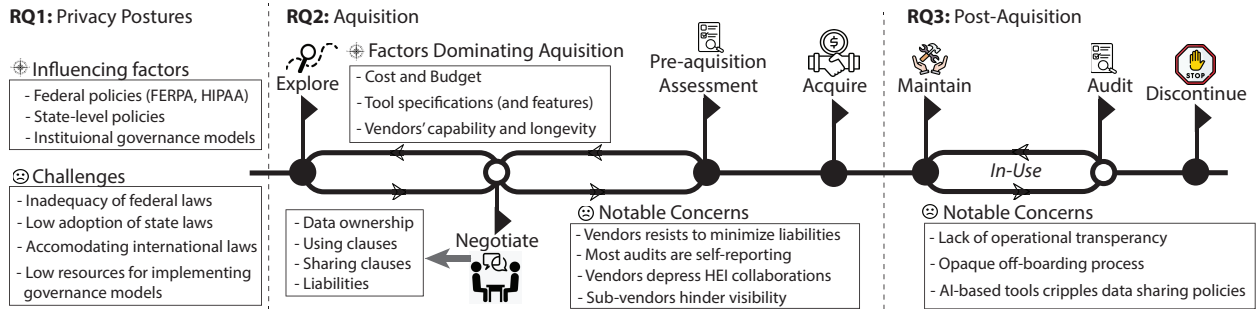 RQ1: Privacy Postures
Influencing factors
- Federal policies (FERPA, HIPAA)
- State-level policies
- Instituional governance models
Challenges
- Inadequacy of federal laws
- Low adoption of state laws
- Accomodating international laws
- Low resources for implementing
governance models
RQ2: Aquisition
Explore
Factors Dominating Aquisition
- Cost and Budget
- Tool specifications (and features)
- Vendors' capability and longevity
Pre-aquisition
Assessment
Acquire
- Data ownership
- Using clauses
- Sharing clauses
- Liabilities
Negotiate
Notable Concerns
- Vendors resists to minimize liabilities
- Most audits are self-reporting
- Vendors depress HEI collaborations
- Sub-vendors hinder visibility
RQ3: Post-Aquisition
Maintain
Audit
STOP
Discontinue
In-Use
Notable Concerns
- Lack of operational transperancy
- Opaque off-boarding process
- AI-based tools cripples data sharing policies